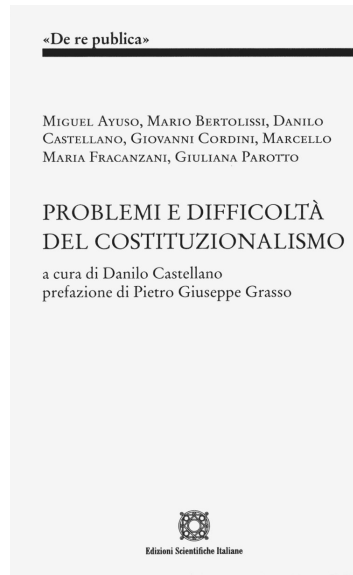 «De re publica»
MIGUEL AYUSO, MARIO BERTOLISSI, DANILO
CASTELLANO, GIOVANNI CORDINI, MARCELLO
MARIA FRACANZANI, GIULIANA PAROTTO
PROBLEMI E DIFFICOLTÀ
DEL COSTITUZIONALISMO
a cura di Danilo Castellano
prefazione di Pietro Giuseppe Grasso
Edizioni Scientifiche Italiane